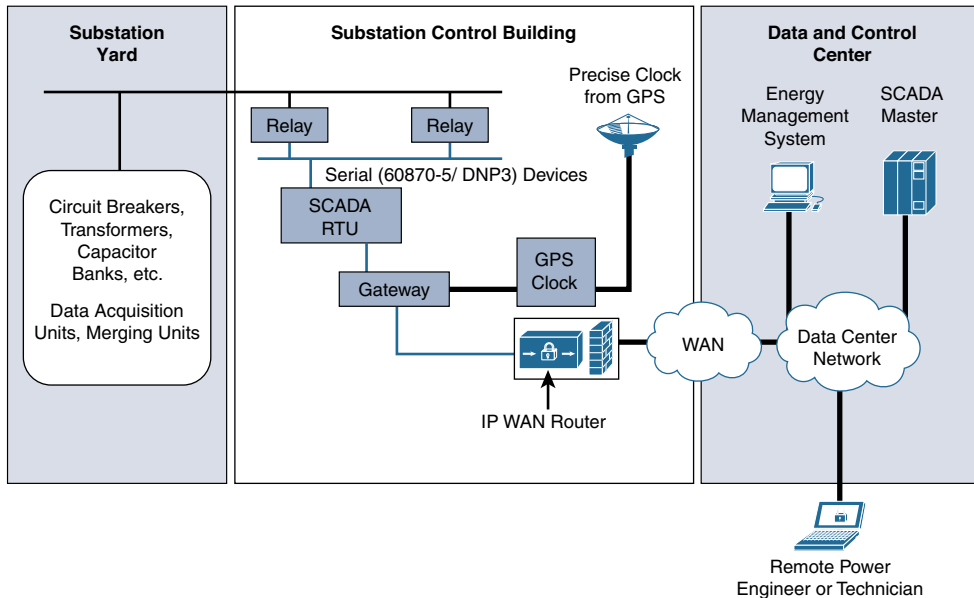 Substation
Yard
Substation Control Building
Data and Control
Center
Precise Clock
from GPS
Energy
Management
System
SCADA
Master
Relay
Relay
Serial (60870-5/ DNP3) Devices
SCADA
RTU
Circuit Breakers,
Transformers,
Capacitor
Banks, etc.
Data Acquisition
Units, Merging Units
GPS
Clock
Gateway
WAN
Data Center
Network
IP WAN Router
Remote Power
Engineer or Technician